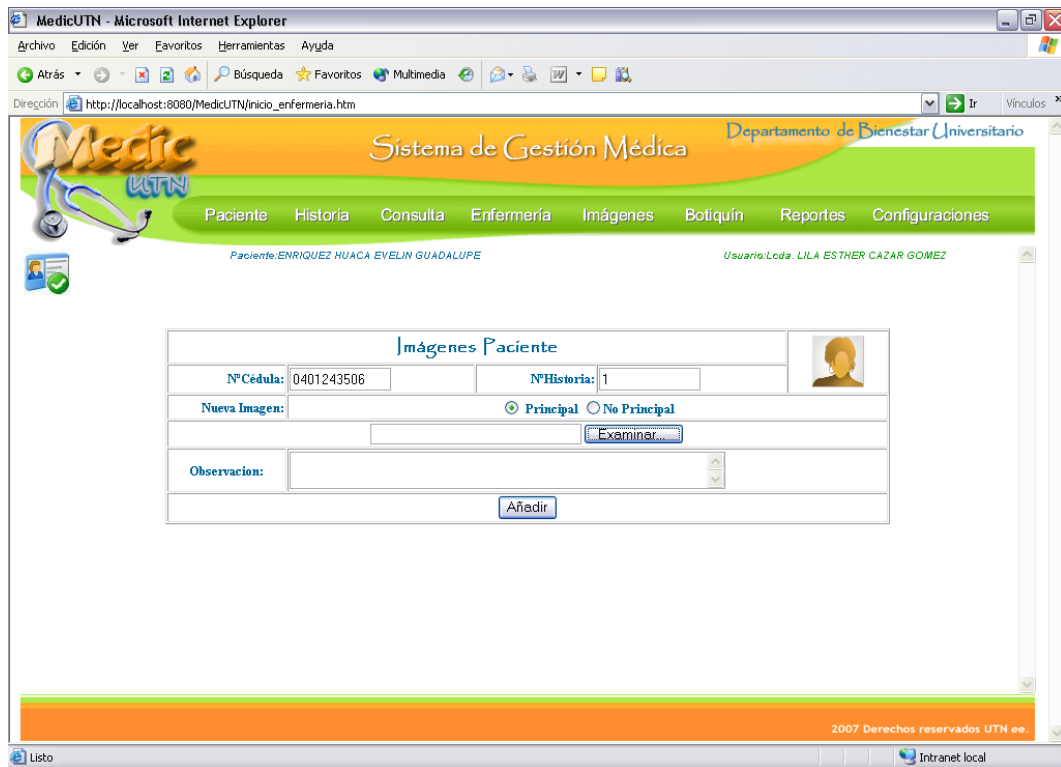 MedicUTN - Microsoft Internet Explorer
Archivo Edición Ver Favoritos Herramientas Ayuda
Atrás Búsqueda Favoritos Multimedia
Dirección http://localhost:8080/MedicUTN/inicio_enfermeria.htm Ir Vínculos »
Medic UTN
Sistema de Gestión Médica
Departamento de Bienestar Universitario
Paciente Historia Consulta Enfermería Imágenes Botiquín Reportes Configuraciones
Paciente:ENRIQUEZ HUACA EVELIN GUADALUPE Usuario:Lcda. LILA ESTHER CAZAR GOMEZ
Imágenes Paciente
NºCédula: 0401243506 NºHistoria: 1
Nueva Imagen: Principal No Principal
Examinar...
Observacion:
Añadir
2007 Derechos reservados UTN ee.
Listo Intranet local